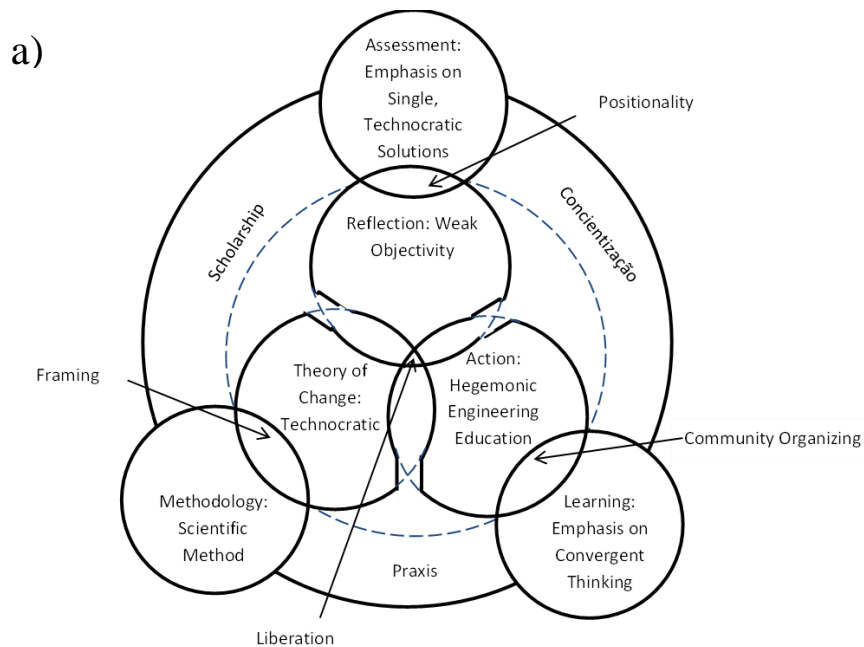 a)
Assessment:
Emphasis on
Single,
Technocratic
Solutions
Positionality
Scholarship
Concientização
Reflection: Weak
Objectivity
Framing
Theory of
Change:
Technocratic
Action:
Hegemonic
Engineering
Education
Community Organizing
Methodology:
Scientific
Method
Learning:
Emphasis on
Convergent
Thinking
Praxis
Liberation